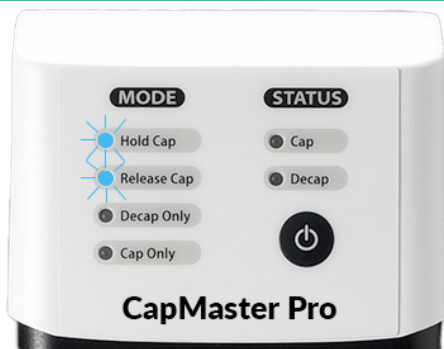 MODE
Hold Cap
Release Cap
Decap Only
Cap Only
STATUS
Cap
Decap
CapMaster Pro